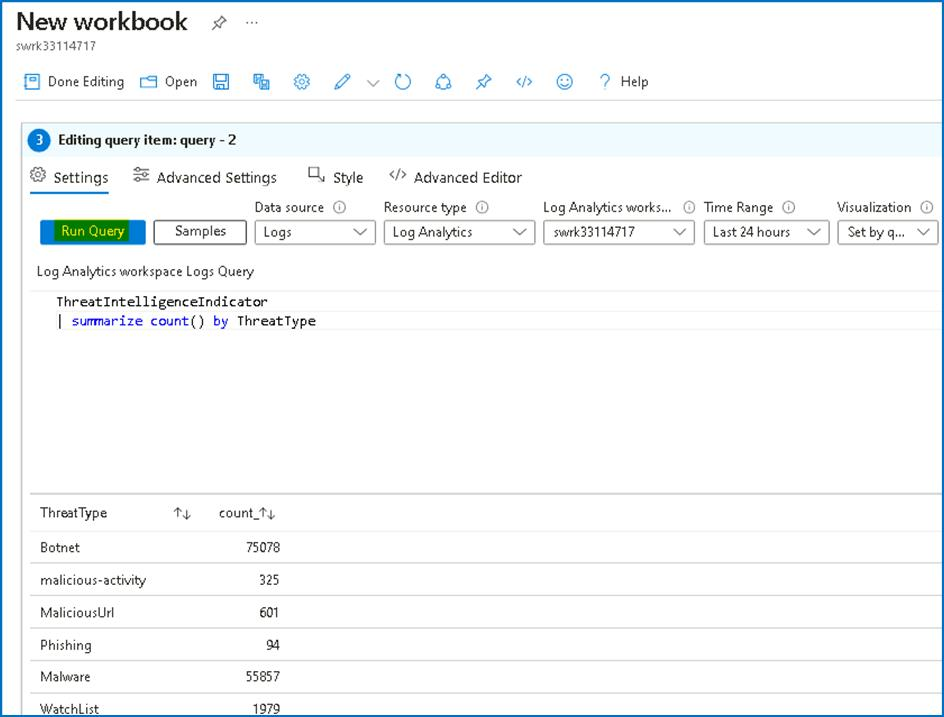 New workbook
swrk33114717
Done Editing Open Help
3 Editing query item: query - 2
Settings Advanced Settings Style Advanced Editor
Data source Resource type Log Analytics works... Time Range Visualization
Run Query Samples Logs Log Analytics swrk33114717 Last 24 hours Set by q...
Log Analytics workspace Logs Query
ThreatIntelligenceIndicator
| summarize count() by ThreatType
ThreatType count_
Botnet 75078
malicious-activity 325
MaliciousUrl 601
Phishing 94
Malware 55857
WatchList 1979